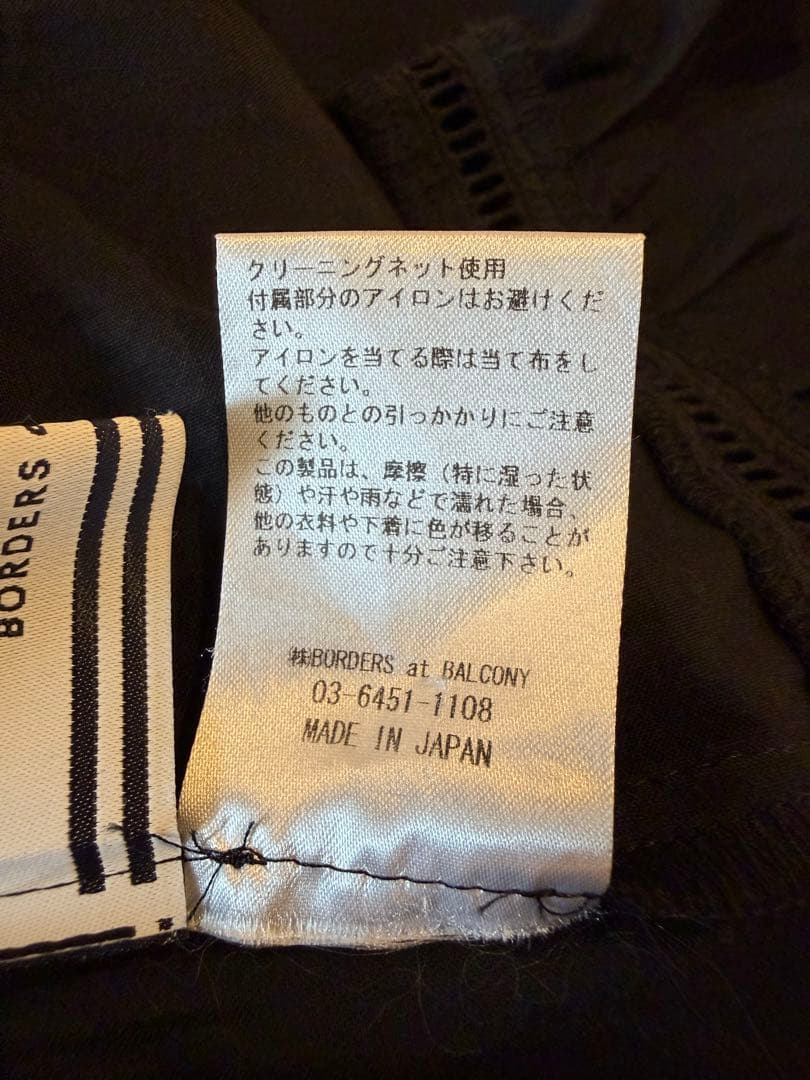 クリーニングネット使用
付属部分のアイロンはお避けくだ
さい。
アイロンを当てる際は当て布をし
てください。
他のものとの引っかかりにご注意
ください。
この製品は、摩擦（特に湿った状
態）や汗や雨などで濡れた場合、
他の衣料や下着に色が移ることが
ありますので十分ご注意下さい。
㈱BORDERS at BALCONY
03-6451-1108
MADE IN JAPAN
BORDERS